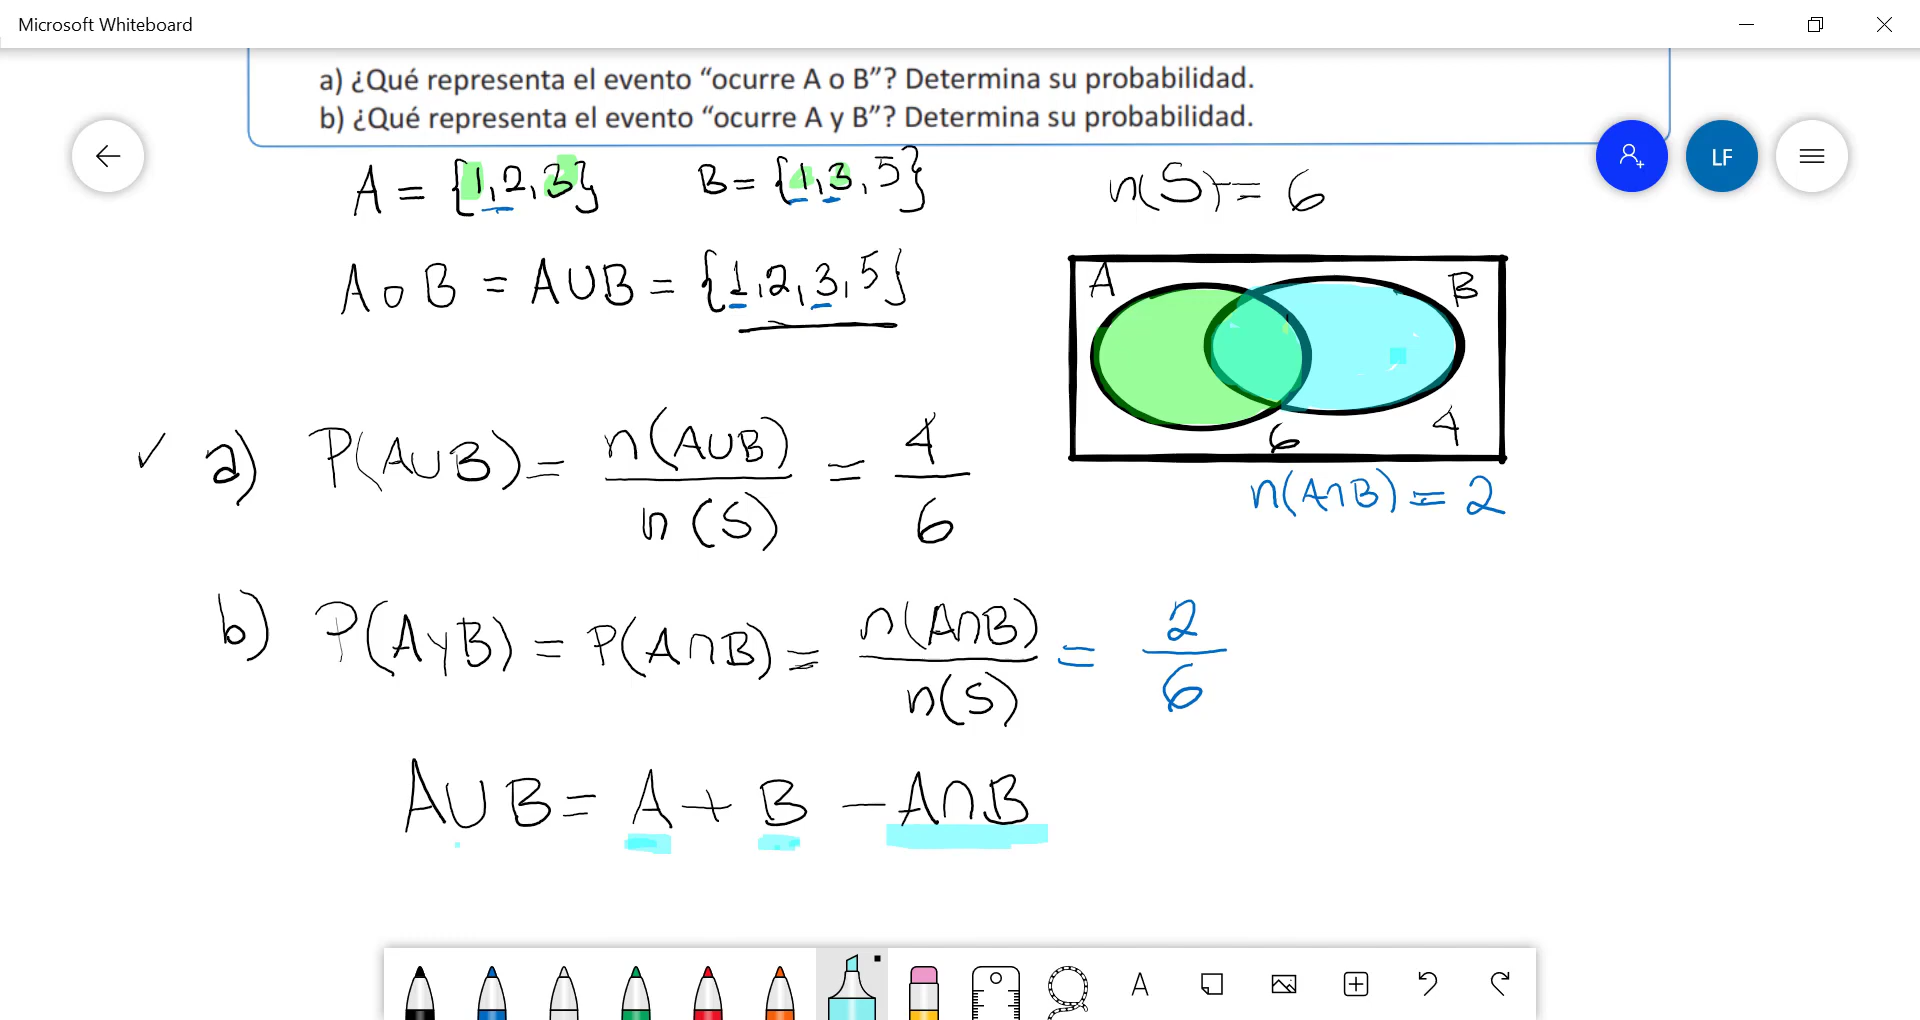 Microsoft Whiteboard
a) ¿Qué representa el evento “ocurre A o B”? Determina su probabilidad.
b) ¿Qué representa el evento “ocurre A y B”? Determina su probabilidad.
LF
A = {1,2,3} B = {1,3,5} n(S) = 6
A o B = A∪B = {1,2,3,5}
A B
6 4
n(A∩B) = 2
✓ a) P(A∪B) = n(A∪B) / n(S) = 4/6
b) P(A y B) = P(A∩B) = n(A∩B) / n(S) = 2/6
A∪B = A + B - A∩B
A